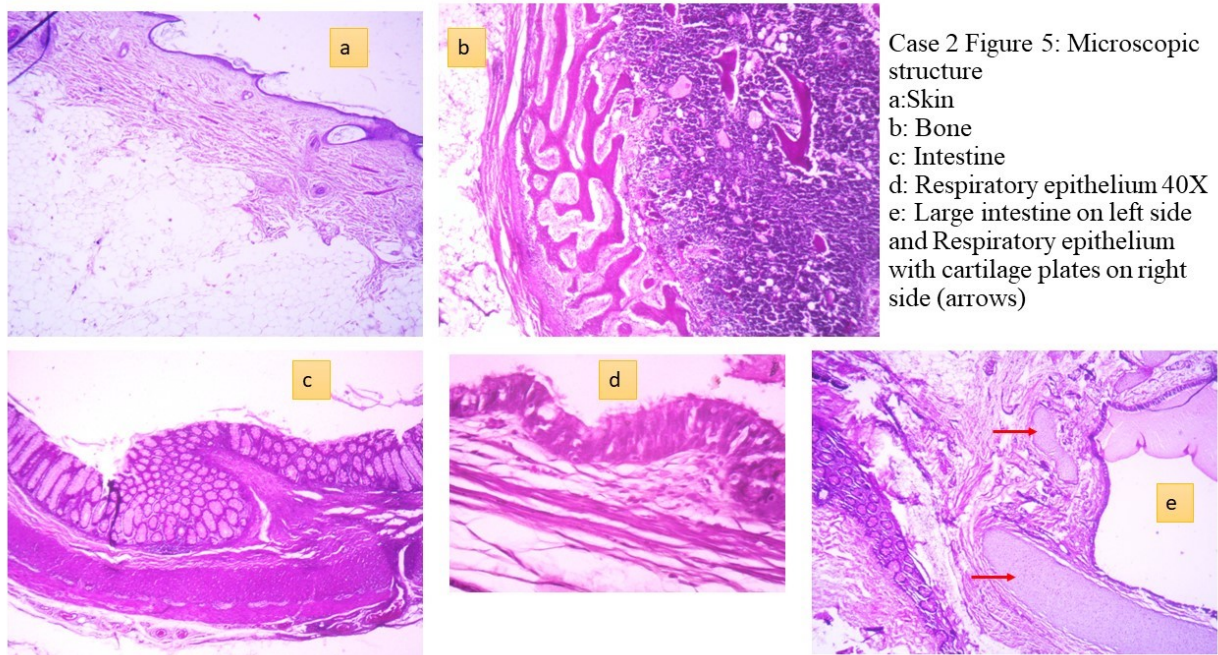 a
b
Case 2 Figure 5: Microscopic
structure
a:Skin
b: Bone
c: Intestine
d: Respiratory epithelium 40X
e: Large intestine on left side
and Respiratory epithelium
with cartilage plates on right
side (arrows)
c
d
e